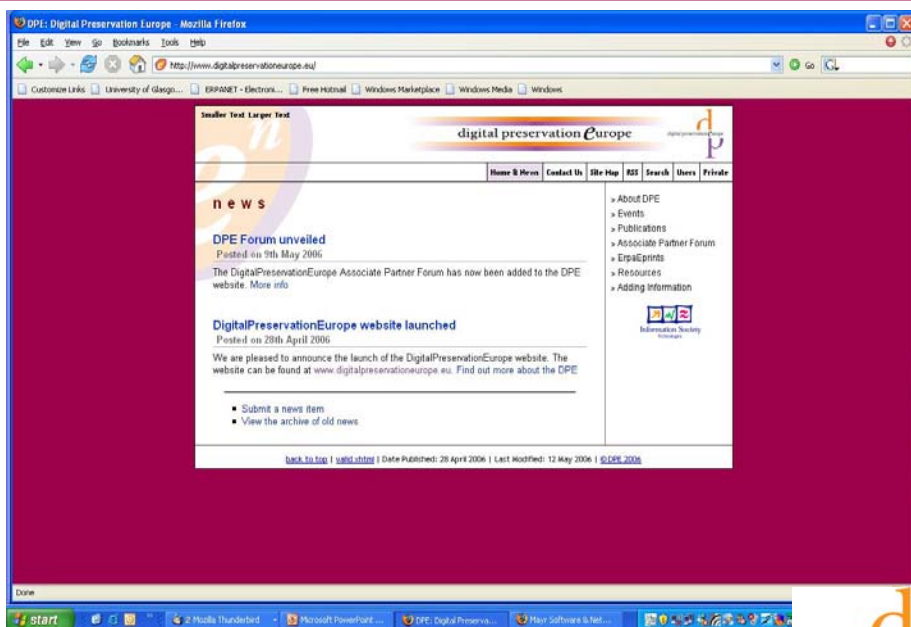 DPE: Digital Preservation Europe - Mozilla Firefox
File Edit View Go Bookmarks Tools Help
http://www.digitalpreservationeurope.eu/
Go
Customize Links University of Glasgo... ERPANET - Electroni... Free Hotmail Windows Marketplace Windows Media Windows
Smaller Text Larger Text
digital preservation europe
Home & News Contact Us Site Map RSS Search Users Private
news
DPE Forum unveiled
Posted on 9th May 2006
The DigitalPreservationEurope Associate Partner Forum has now been added to the DPE
website. More info
DigitalPreservationEurope website launched
Posted on 28th April 2006
We are pleased to announce the launch of the DigitalPreservationEurope website. The
website can be found at www.digitalpreservationeurope.eu. Find out more about the DPE
Submit a news item
View the archive of old news
» About DPE
» Events
» Publications
» Associate Partner Forum
» ErpaEprints
» Resources
» Adding Information
Information Society
Technologies
back to top | valid xhtml | Date Published: 28 April 2006 | Last Modified: 12 May 2006 | © DPE 2006
Done
start 2 Mozilla Thunderbird Microsoft PowerPoint ... DPE: Digital Preserva... Mayr Software & Net...